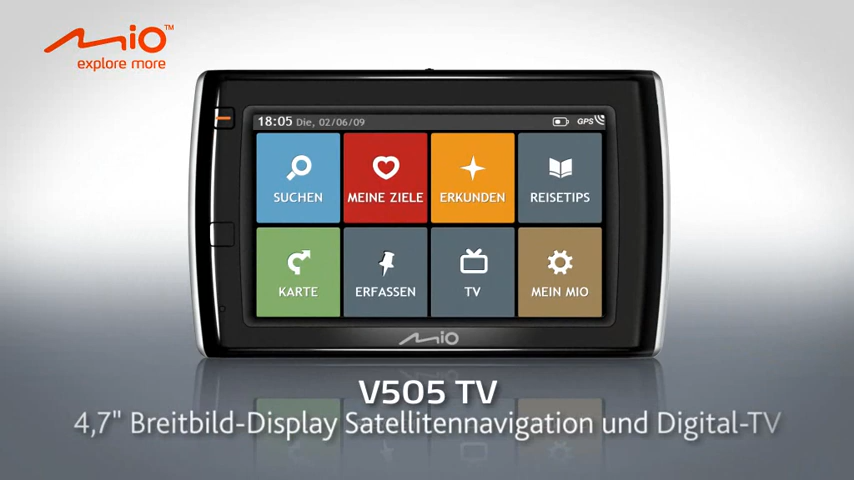 MiO™
explore more
18:05 Die, 02/06/09 GPS
SUCHEN MEINE ZIELE ERKUNDEN REISETIPS
KARTE ERFASSEN TV MEIN MIO
MiO
V505 TV
4,7" Breitbild-Display Satellitennavigation und Digital-TV